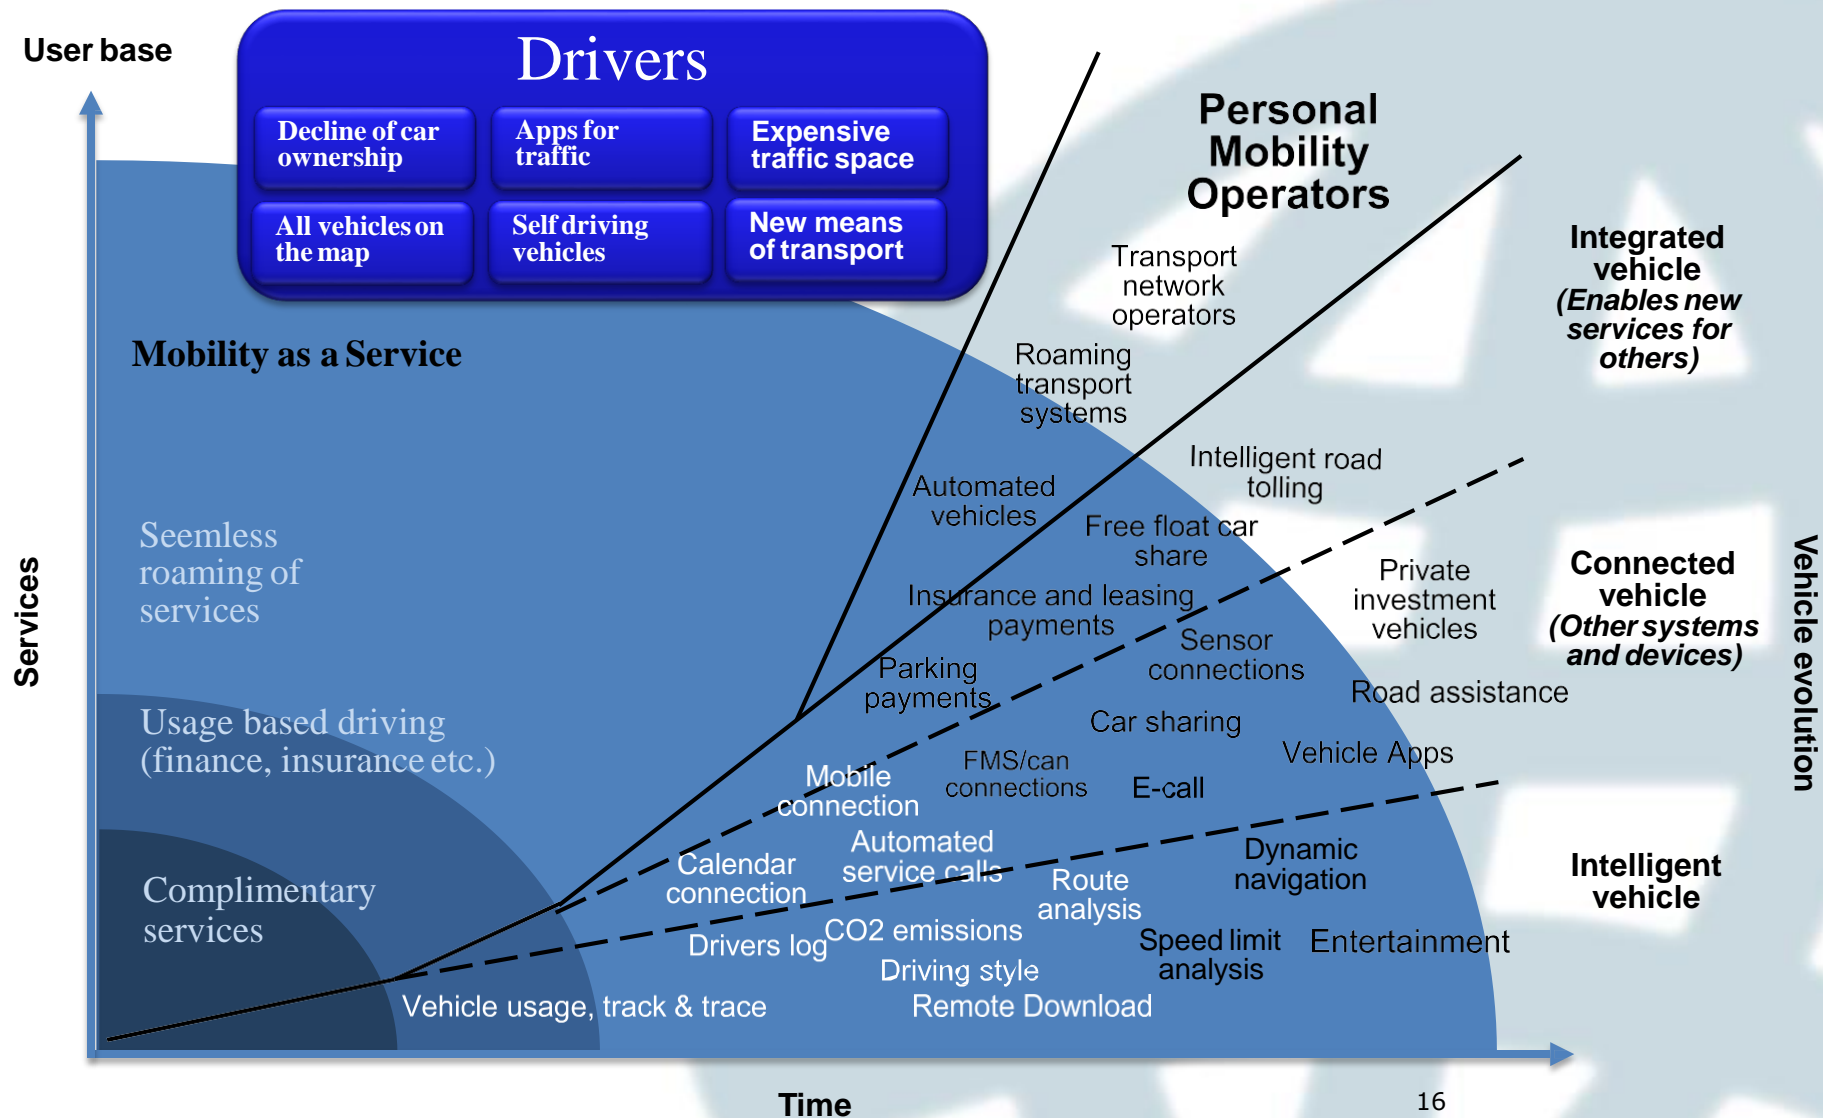 User base
Drivers
Decline of car
ownership
Apps for
traffic
Expensive
traffic space
All vehicles on
the map
Self driving
vehicles
New means
of transport
Personal
Mobility
Operators
Transport
network
operators
Integrated
vehicle
(Enables new
services for
others)
Mobility as a Service
Roaming
transport
systems
Intelligent road
tolling
Automated
vehicles
Free float car
share
Seemless
roaming of
services
Services
Insurance and leasing
payments
Private
investment
vehicles
Connected
vehicle
(Other systems
and devices)
Vehicle evolution
Sensor
connections
Parking
payments
Road assistance
Usage based driving
(finance, insurance etc.)
Car sharing
Vehicle Apps
Mobile
connection
FMS/can
connections
E-call
Automated
service calls
Calendar
connection
Dynamic
navigation
Route
analysis
Intelligent
vehicle
Complimentary
services
Drivers log
CO2 emissions
Speed limit
analysis
Entertainment
Driving style
Vehicle usage, track & trace
Remote Download
Time
16